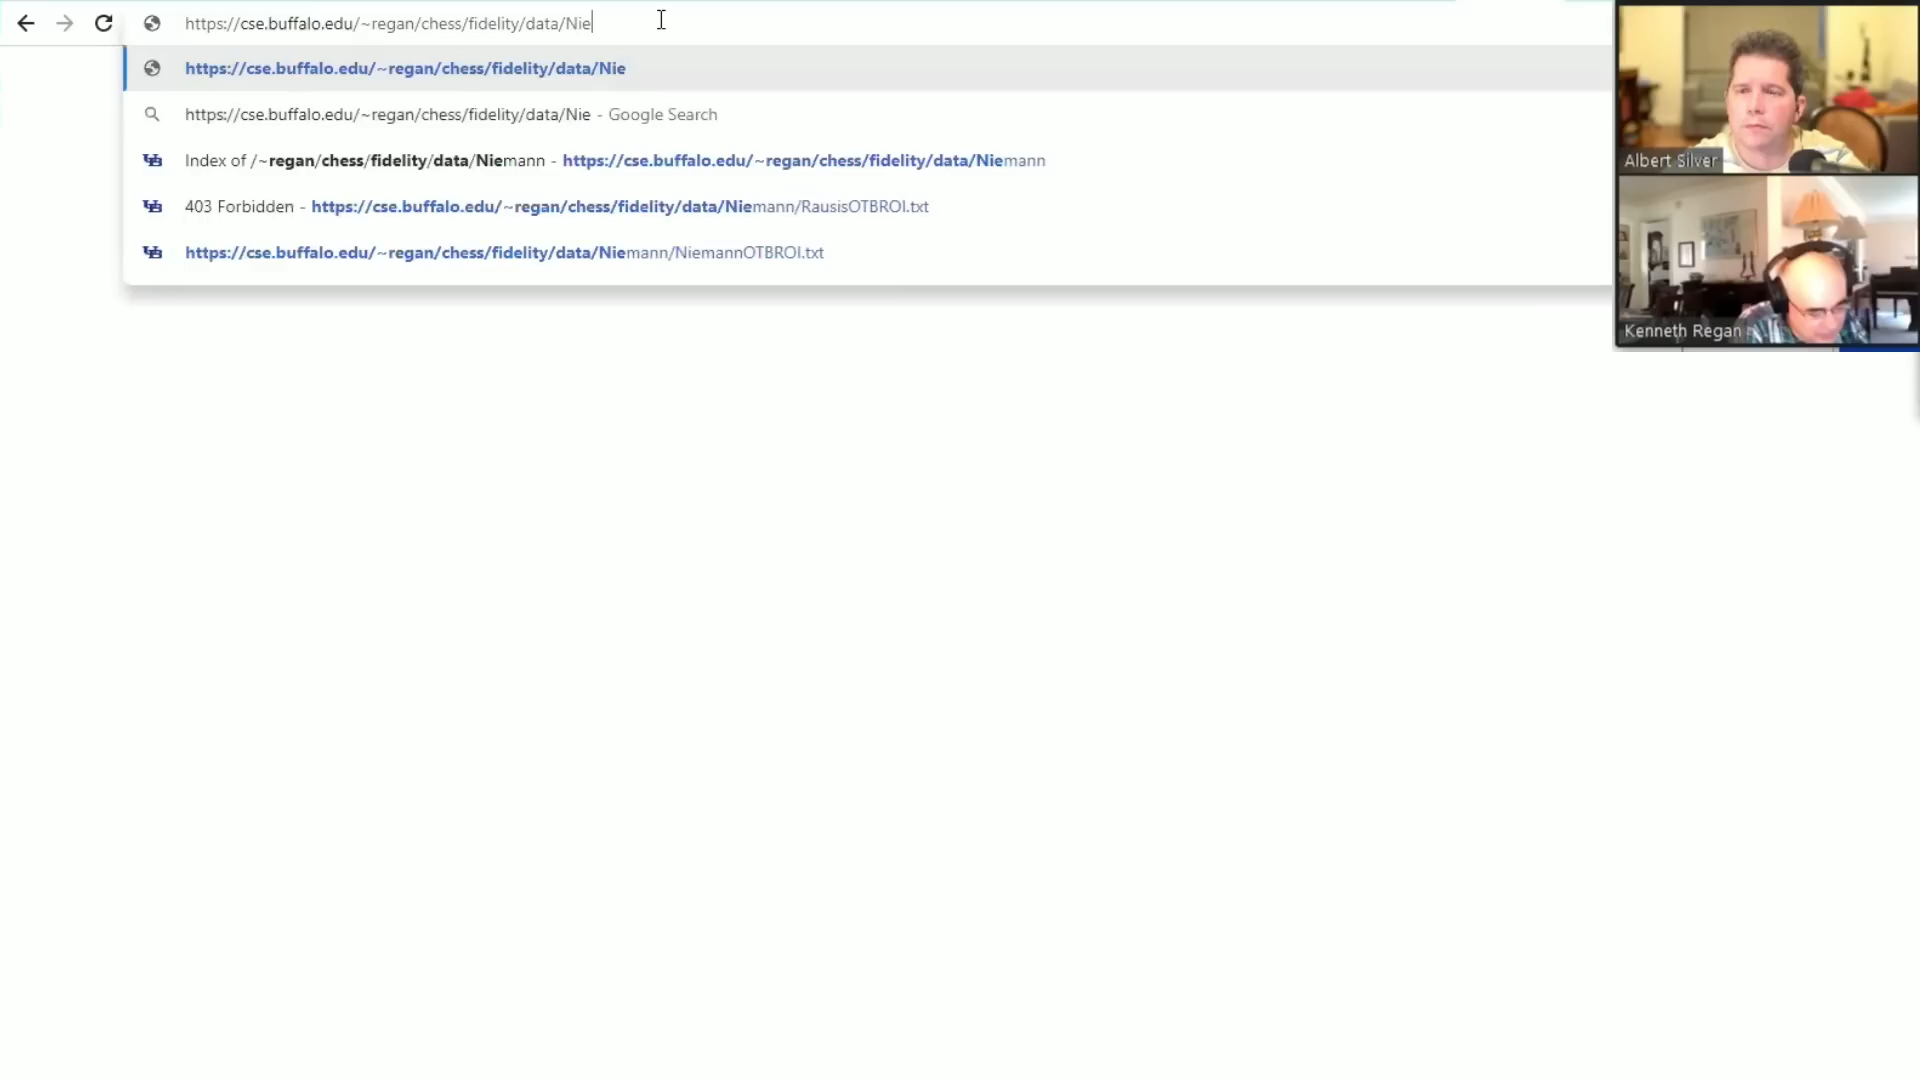 https://cse.buffalo.edu/~regan/chess/fidelity/data/Nie
https://cse.buffalo.edu/~regan/chess/fidelity/data/Nie
https://cse.buffalo.edu/~regan/chess/fidelity/data/Nie - Google Search
Index of /~regan/chess/fidelity/data/Niemann - https://cse.buffalo.edu/~regan/chess/fidelity/data/Niemann
403 Forbidden - https://cse.buffalo.edu/~regan/chess/fidelity/data/Niemann/RausisOTBROI.txt
https://cse.buffalo.edu/~regan/chess/fidelity/data/Niemann/NiemannOTBROI.txt
Albert Silver
Kenneth Regan